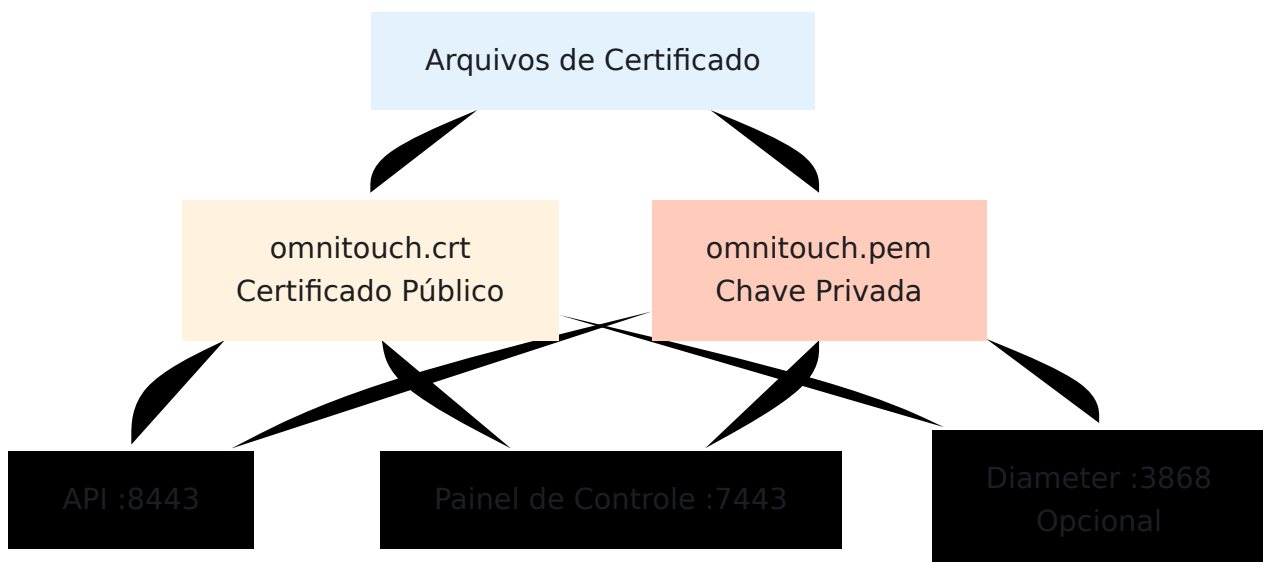 Arquivos de Certificado
omnitouch.crt
Certificado Público
omnitouch.pem
Chave Privada
API :8443
Painel de Controle :7443
Diameter :3868
Opcional